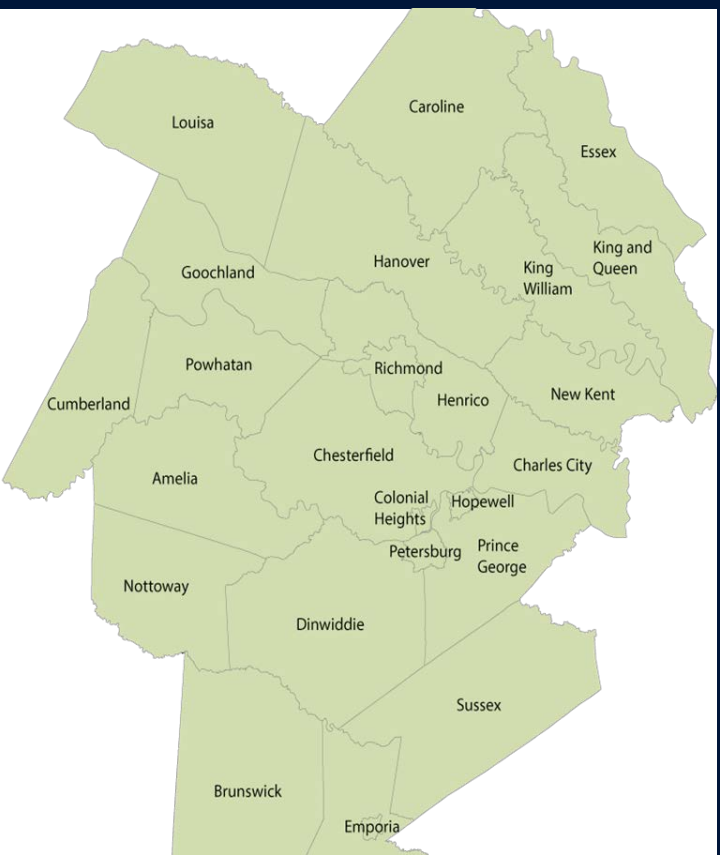 Caroline
Louisa
Essex
King and
Queen
Hanover
King
William
Goochland
Powhatan
Richmond
New Kent
Henrico
Cumberland
Chesterfield
Charles City
Amelia
Colonial
Heights
Hopewell
Petersburg
Prince
George
Nottoway
Dinwiddie
Sussex
Brunswick
Emporia